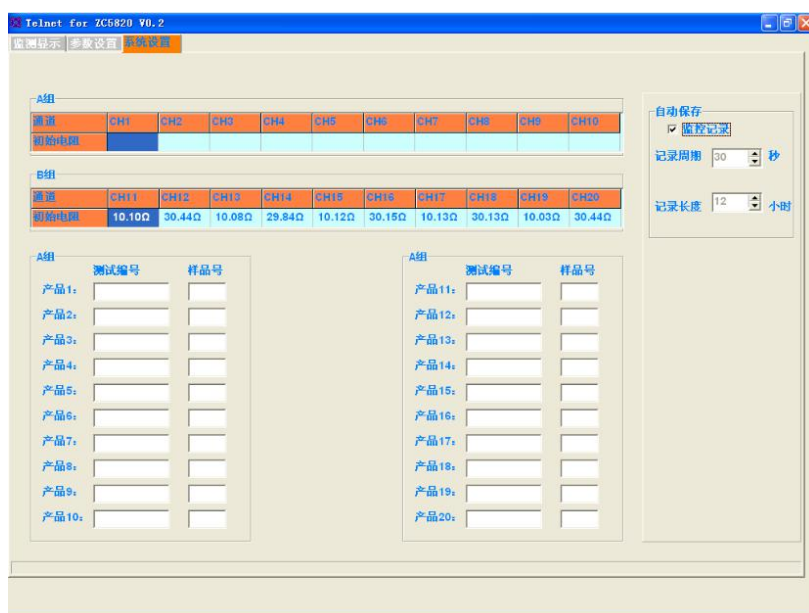 Telnet for ZC5820 V0.2
监测显示 参数设置 系统设置
A组
通道 CH1 CH2 CH3 CH4 CH5 CH6 CH7 CH8 CH9 CH10
初始电阻
B组
通道 CH11 CH12 CH13 CH14 CH15 CH16 CH17 CH18 CH19 CH20
初始电阻 10.10Ω 30.44Ω 10.08Ω 29.84Ω 10.12Ω 30.15Ω 10.13Ω 30.13Ω 10.03Ω 30.44Ω
A组
测试编号 样品号
产品1:
产品2:
产品3:
产品4:
产品5:
产品6:
产品7:
产品8:
产品9:
产品10:
A组
测试编号 样品号
产品11:
产品12:
产品13:
产品14:
产品15:
产品16:
产品17:
产品18:
产品19:
产品20:
自动保存
监控记录
记录周期 30 秒
记录长度 12 小时